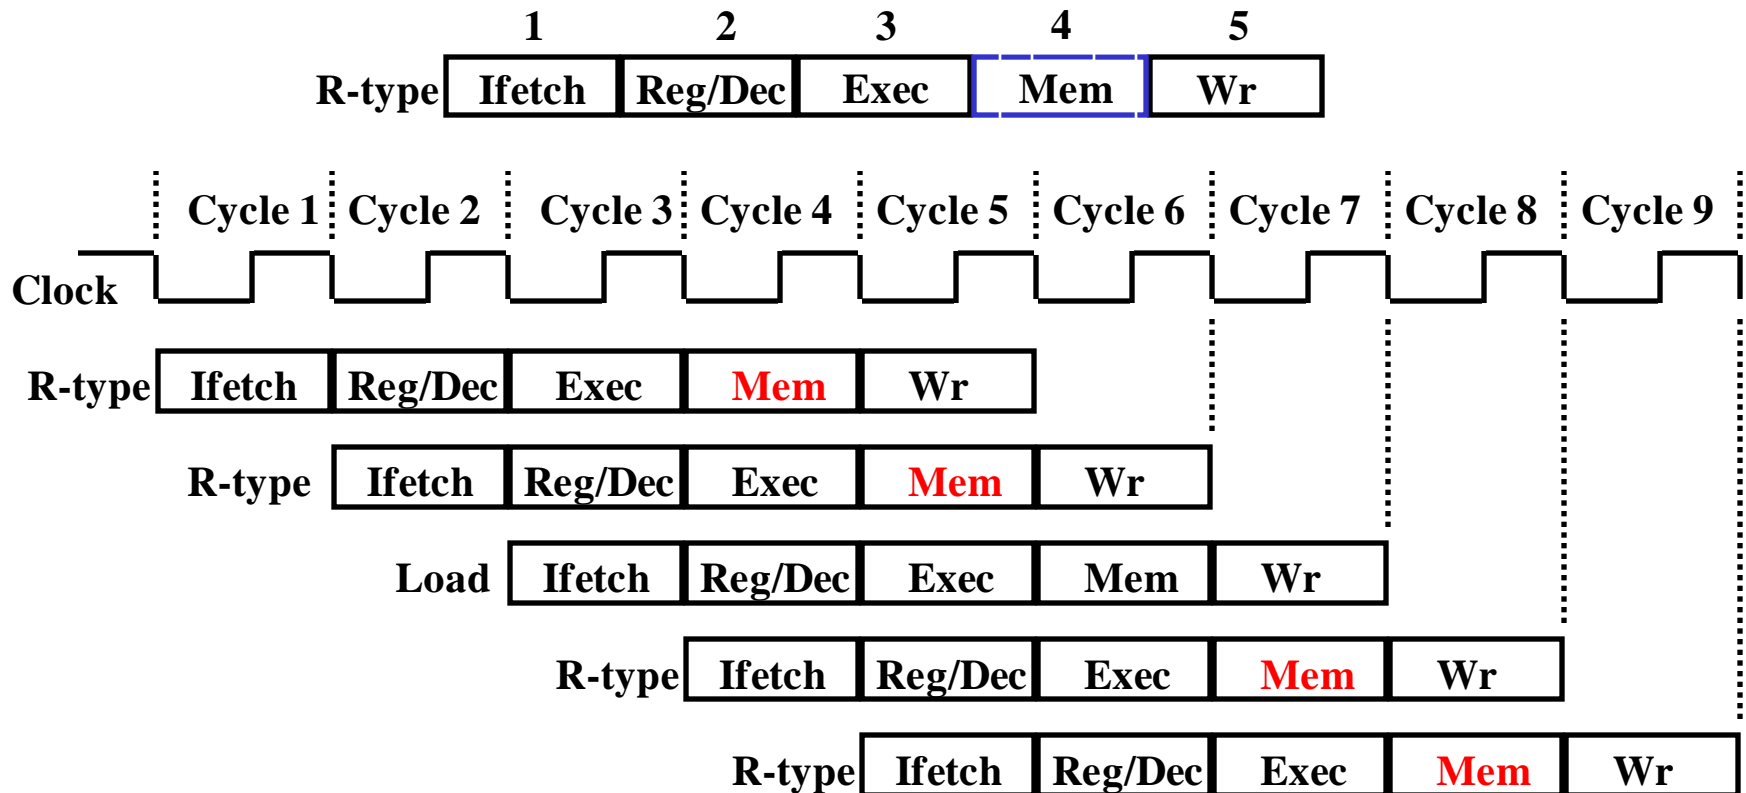 1 2 3 4 5
R-type Ifetch Reg/Dec Exec Mem Wr
Cycle 1 Cycle 2 Cycle 3 Cycle 4 Cycle 5 Cycle 6 Cycle 7 Cycle 8 Cycle 9
Clock
R-type Ifetch Reg/Dec Exec Mem Wr
R-type Ifetch Reg/Dec Exec Mem Wr
Load Ifetch Reg/Dec Exec Mem Wr
R-type Ifetch Reg/Dec Exec Mem Wr
R-type Ifetch Reg/Dec Exec Mem Wr